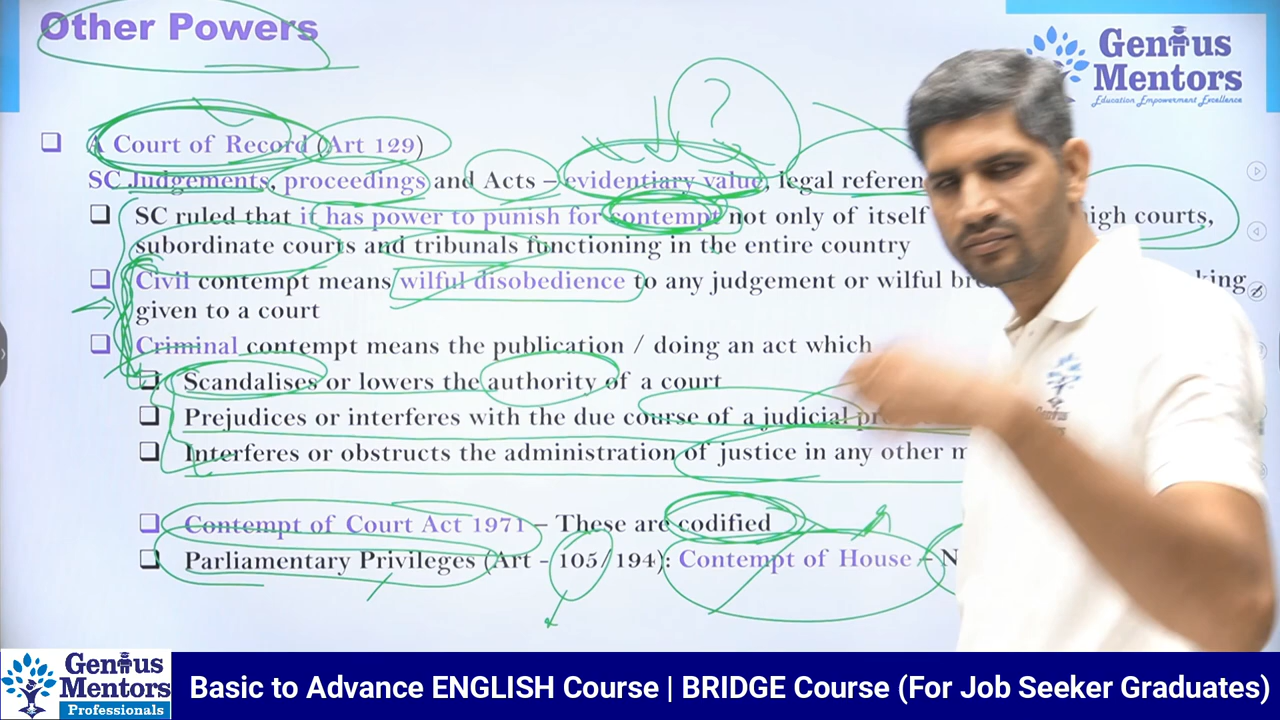 Other Powers
Genius
Mentors
Education Empowerment Excellence
❑ A Court of Record (Art 129)
SC Judgements, proceedings and Acts – evidentiary value, legal
❑ SC ruled that it has power to punish for contempt not only of itself high courts,
subordinate courts and tribunals functioning in the entire country
❑ Civil contempt means wilful disobedience to any judgement or wilful
given to a court
❑ Criminal contempt means the publication / doing an act which
❑ Scandalises or lowers the authority of a court
❑ Prejudices or interferes with the due course of a judicial
❑ Interferes or obstructs the administration of justice in any other
❑ Contempt of Court Act 1971 – These are codified
❑ Parliamentary Privileges (Art - 105/194): Contempt of House –
?
Genius
Mentors
Professionals
Basic to Advance ENGLISH Course | BRIDGE Course (For Job Seeker Graduates)